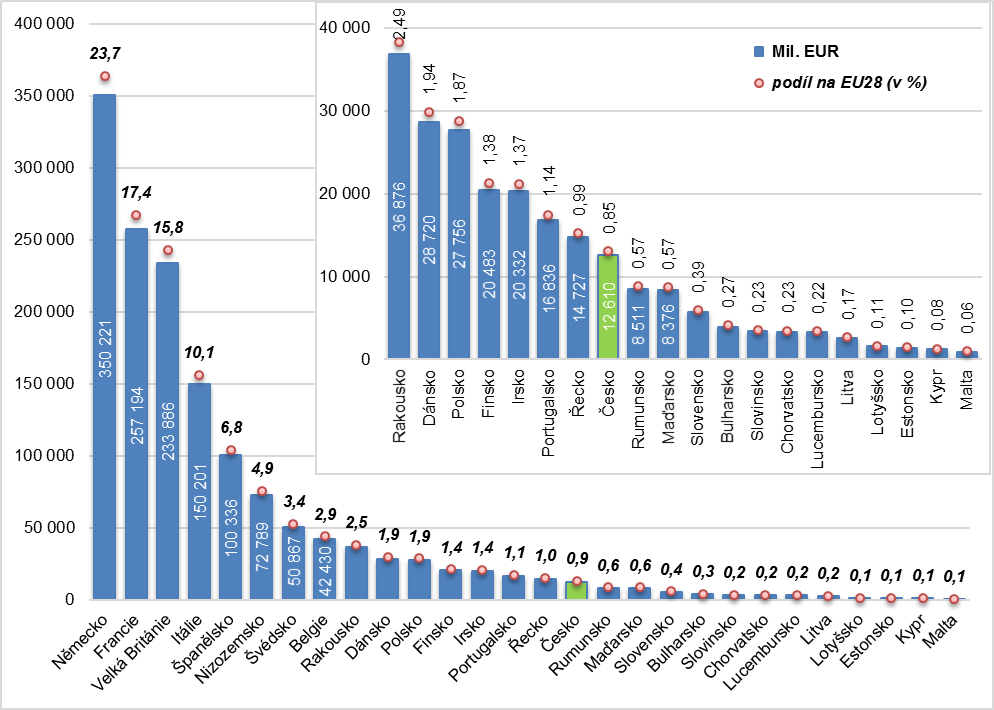 400 000
350 000
300 000
250 000
200 000
150 000
100 000
50 000
0
23,7
17,4
15,8
10,1
6,8
4,9
3,4
2,9
2,5
1,9
1,9
1,4
1,4
1,1
1,0
0,9
0,6
0,6
0,4
0,3
0,2
0,2
0,2
0,2
0,1
0,1
0,1
0,1
350 221
257 194
233 886
150 201
100 336
72 789
50 867
42 430
Německo
Francie
Velká Británie
Itálie
Španělsko
Nizozemsko
Švédsko
Belgie
Rakousko
Dánsko
Polsko
Finsko
Irsko
Portugalsko
Řecko
Česko
Rumunsko
Maďarsko
Slovensko
Bulharsko
Slovinsko
Chorvatsko
Lucembursko
Litva
Lotyšško
Estonsko
Kypr
Malta
40 000
30 000
20 000
10 000
0
Mil. EUR
podíl na EU28 (v %)
2,49
1,94
1,87
1,38
1,37
1,14
0,99
0,85
0,57
0,57
0,39
0,27
0,23
0,23
0,22
0,17
0,11
0,10
0,08
0,06
36 876
28 720
27 756
20 483
20 332
16 836
14 727
12 610
8 511
8 376
Rakousko
Dánsko
Polsko
Finsko
Irsko
Portugalsko
Řecko
Česko
Rumunsko
Maďarsko
Slovensko
Bulharsko
Slovinsko
Chorvatsko
Lucembursko
Litva
Lotyšsko
Estonsko
Kypr
Malta